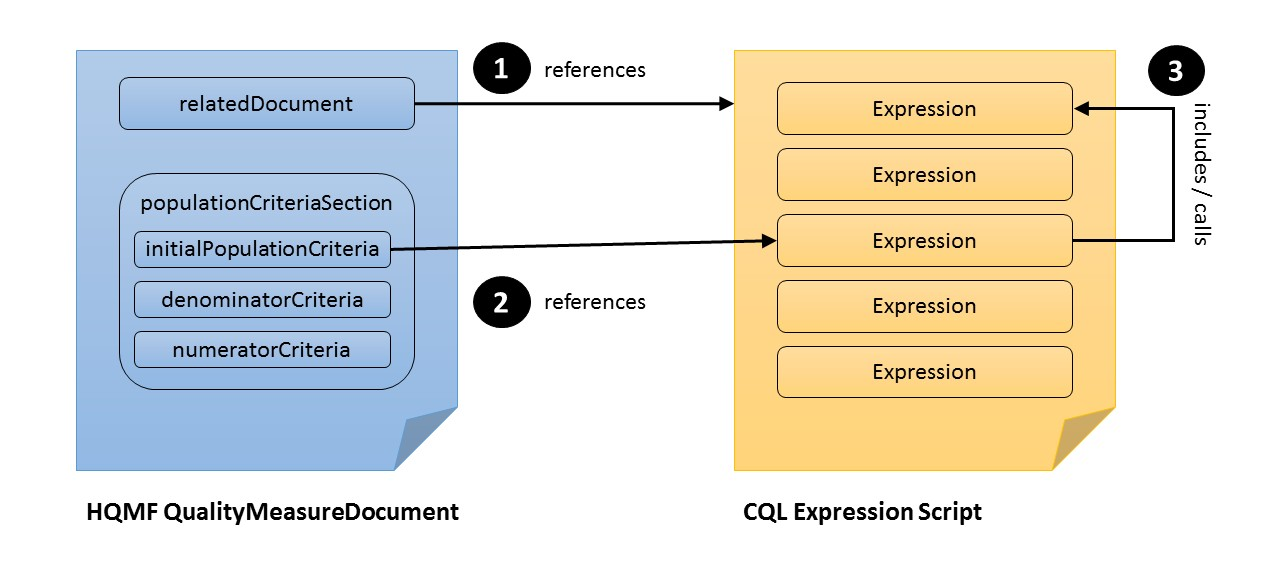 1 references
relatedDocument
populationCriteriaSection
initialPopulationCriteria
denominatorCriteria
numeratorCriteria
2 references
Expression
Expression
Expression
Expression
Expression
3
includes / calls
HQMF QualityMeasureDocument
CQL Expression Script